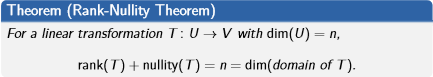 Theorem (Rank-Nullity Theorem)
For a linear transformation T: U → V with dim(U) = n,
rank(T) + nullity(T) = n = dim(domain of T).